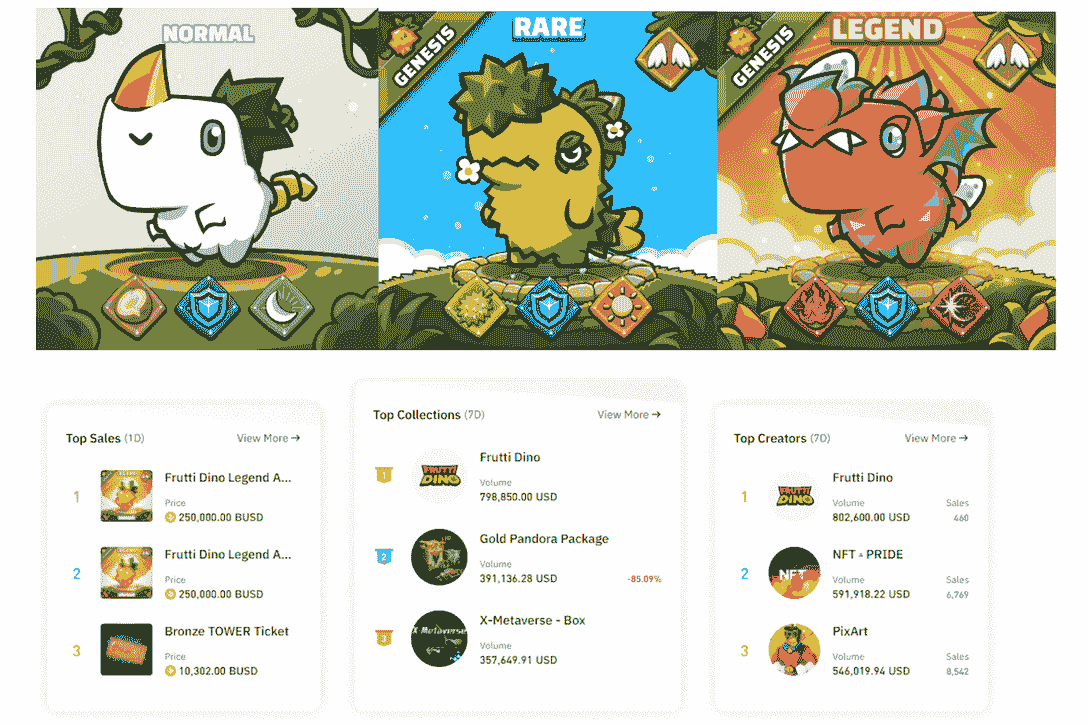 NORMAL
GENESIS
RARE
GENESIS
LEGEND
Top Sales (1D)
View More →
1
Frutti Dino Legend A...
Price
250,000.00 BUSD
2
Frutti Dino Legend A...
Price
250,000.00 BUSD
3
Bronze TOWER Ticket
Price
10,302.00 BUSD
Top Collections (7D)
View More →
1
FRUTTI
DINO
Frutti Dino
Volume
798,850.00 USD
2
Gold Pandora Package
Volume
391,136.28 USD
-85.09%
3
X-Metaverse
X-Metaverse - Box
Volume
357,649.91 USD
Top Creators (7D)
View More →
1
FRUTTI
DINO
Frutti Dino
Volume
Sales
802,600.00 USD
460
2
NFT
NFT - PRIDE
Volume
Sales
591,918.22 USD
6,769
3
PixArt
Volume
Sales
546,019.94 USD
8,542